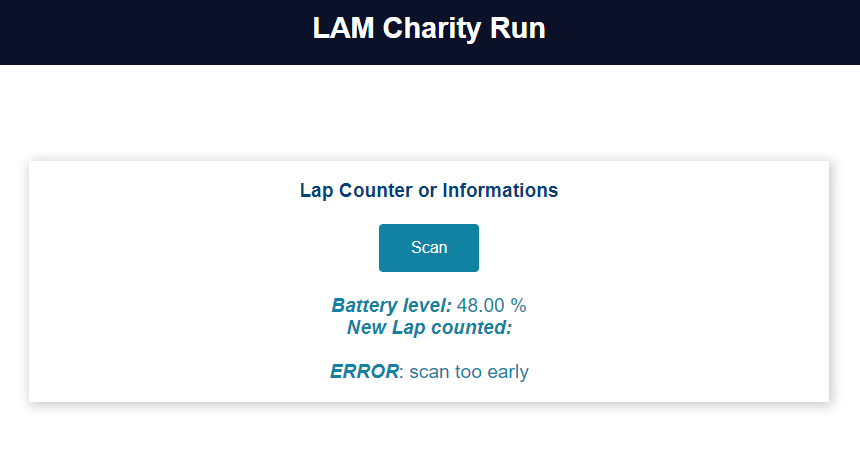 LAM Charity Run
Lap Counter or Informations
Scan
Battery level: 48.00 %
New Lap counted:
ERROR: scan too early